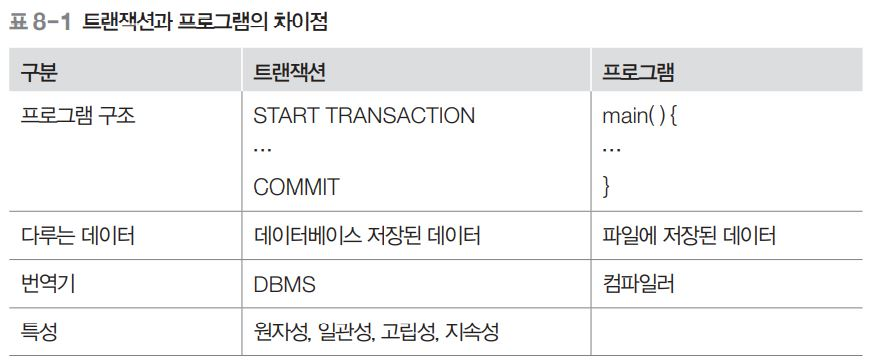 표 8-1 트랜잭션과 프로그램의 차이점
구분 트랜잭션 프로그램
프로그램 구조 START TRANSACTION main( ) {
… …
COMMIT }
다루는 데이터 데이터베이스 저장된 데이터 파일에 저장된 데이터
번역기 DBMS 컴파일러
특성 원자성, 일관성, 고립성, 지속성